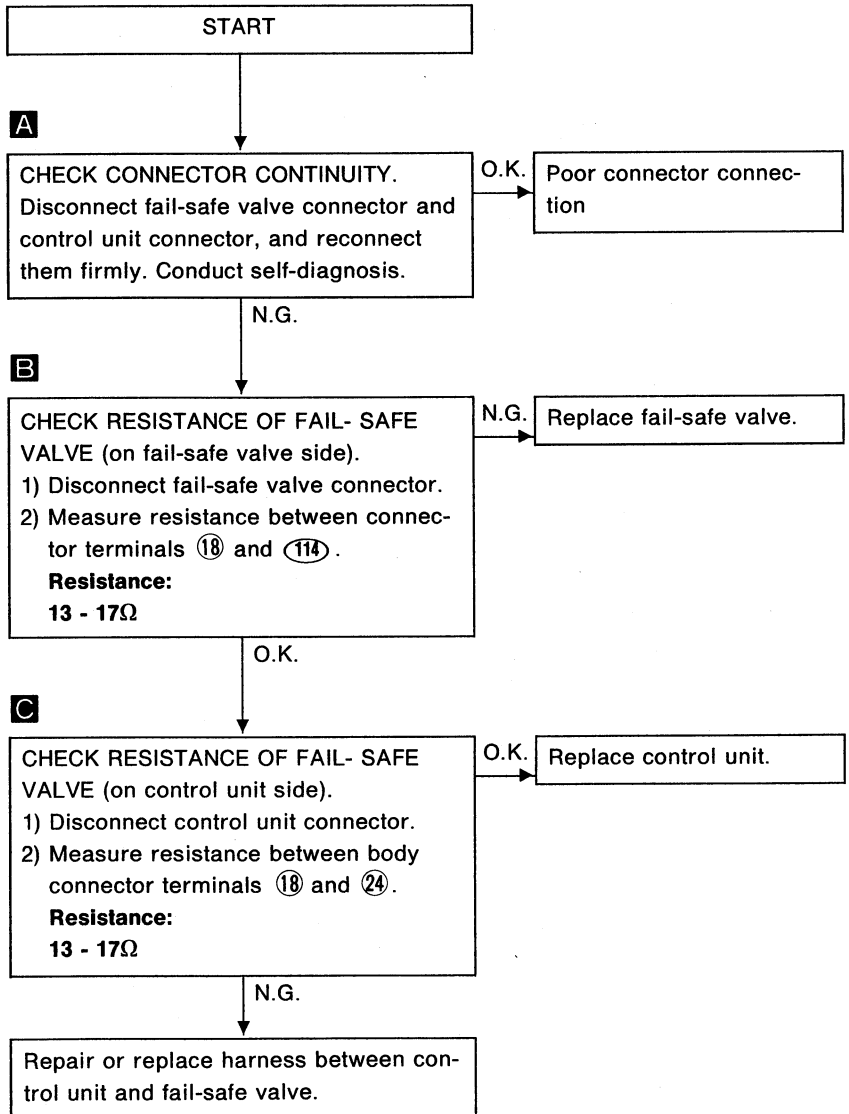 START
A
CHECK CONNECTOR CONTINUITY.
Disconnect fail-safe valve connector and
control unit connector, and reconnect
them firmly. Conduct self-diagnosis.
O.K.
Poor connector connec-
tion
N.G.
B
CHECK RESISTANCE OF FAIL- SAFE
VALVE (on fail-safe valve side).
1) Disconnect fail-safe valve connector.
2) Measure resistance between connec-
tor terminals ⑱ and (114).
Resistance:
13 - 17Ω
N.G.
Replace fail-safe valve.
O.K.
C
CHECK RESISTANCE OF FAIL- SAFE
VALVE (on control unit side).
1) Disconnect control unit connector.
2) Measure resistance between body
connector terminals ⑱ and ㉔.
Resistance:
13 - 17Ω
O.K.
Replace control unit.
N.G.
Repair or replace harness between con-
trol unit and fail-safe valve.